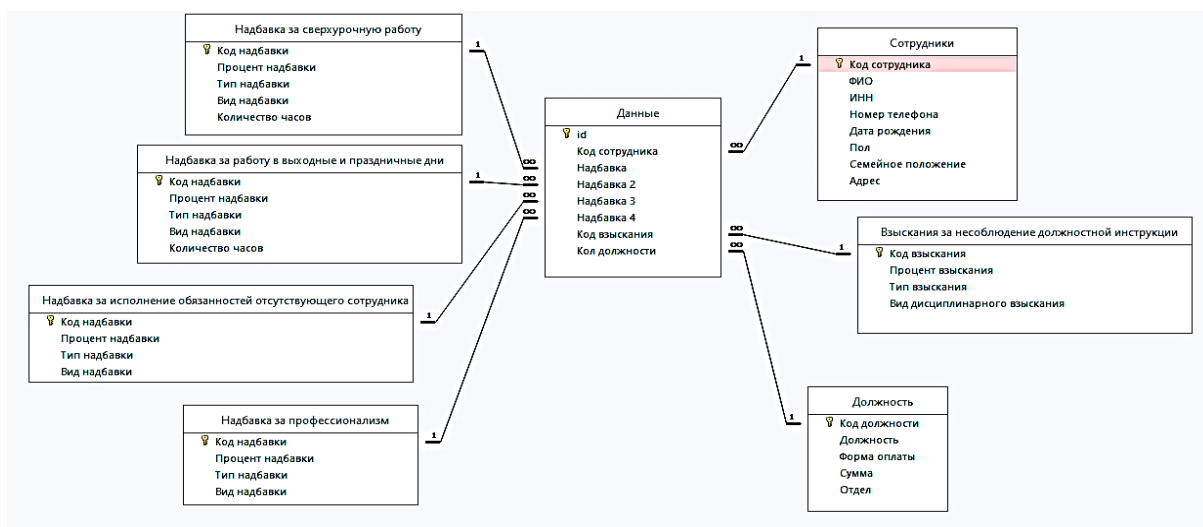 Надбавка за сверхурочную работу
Код надбавки
Процент надбавки
Тип надбавки
Вид надбавки
Количество часов
1
Надбавка за работу в выходные и праздничные дни
Код надбавки
Процент надбавки
Тип надбавки
Вид надбавки
Количество часов
1
Надбавка за исполнение обязанностей отсутствующего сотрудника
Код надбавки
Процент надбавки
Тип надбавки
Вид надбавки
1
Надбавка за профессионализм
Код надбавки
Процент надбавки
Тип надбавки
Вид надбавки
1
Данные
id
Код сотрудника
Надбавка
Надбавка 2
Надбавка 3
Надбавка 4
Код взыскания
Кол должности
∞
∞
∞
∞
∞
∞
∞
Сотрудники
Код сотрудника
ФИО
ИНН
Номер телефона
Дата рождения
Пол
Семейное положение
Адрес
1
Взыскания за несоблюдение должностной инструкции
Код взыскания
Процент взыскания
Тип взыскания
Вид дисциплинарного взыскания
1
Должность
Код должности
Должность
Форма оплаты
Сумма
Отдел
1